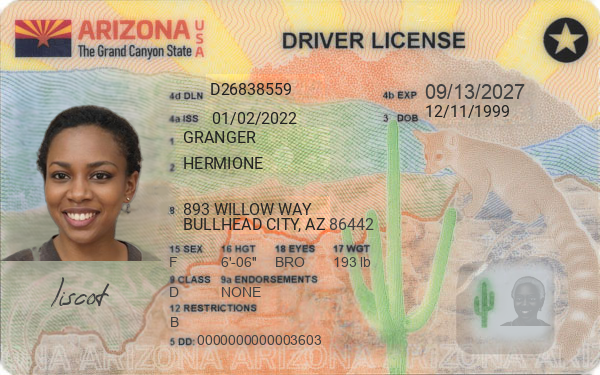 ARIZONA USA
The Grand Canyon State
DRIVER LICENSE
4d DLN D26838559
4b EXP 09/13/2027
4a ISS 01/02/2022
3 DOB 12/11/1999
1 GRANGER
2 HERMIONE
8 893 WILLOW WAY
BULLHEAD CITY, AZ 86442
15 SEX 16 HGT 18 EYES 17 WGT
F 6'-06" BRO 193 lb
9 CLASS 9a ENDORSEMENTS
D NONE
12 RESTRICTIONS
B
5 DD: 0000000000003603
liscot
ARIZONA ARIZONA ARIZONA ARIZONA